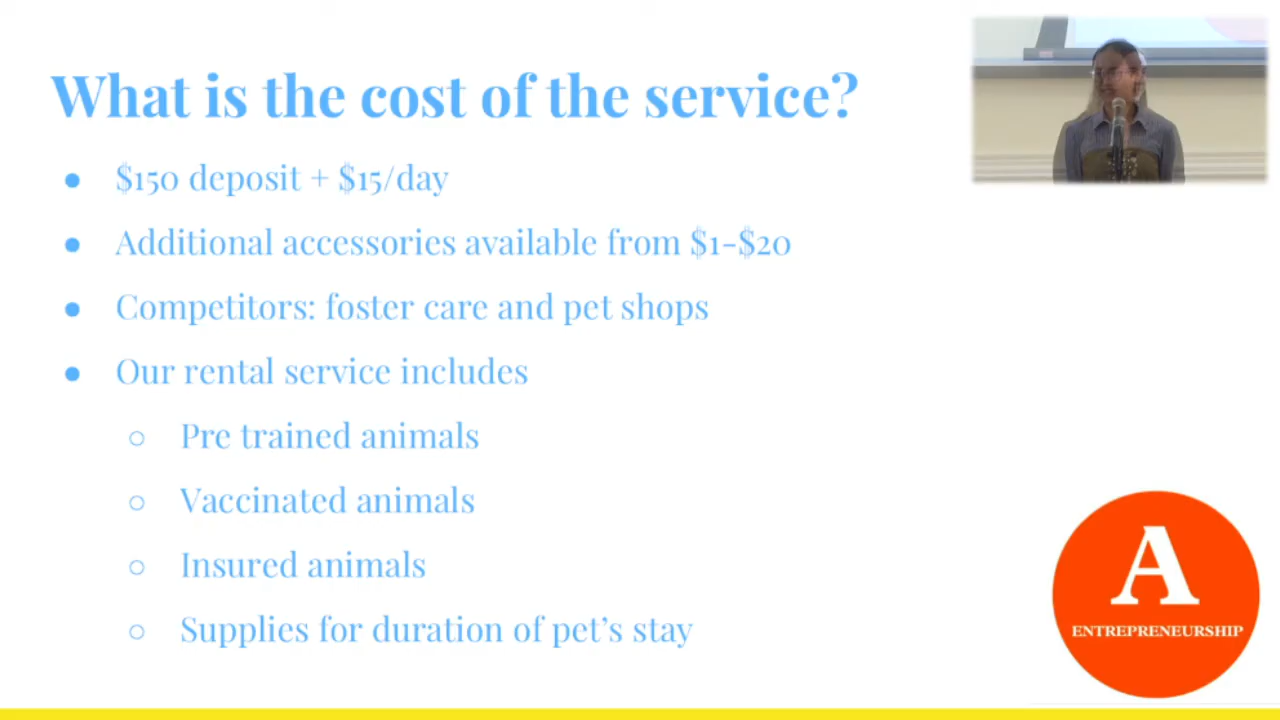 What is the cost of the service?
● $150 deposit + $15/day
● Additional accessories available from $1-$20
● Competitors: foster care and pet shops
● Our rental service includes
○ Pre trained animals
○ Vaccinated animals
○ Insured animals
○ Supplies for duration of pet’s stay
A
ENTREPRENEURSHIP